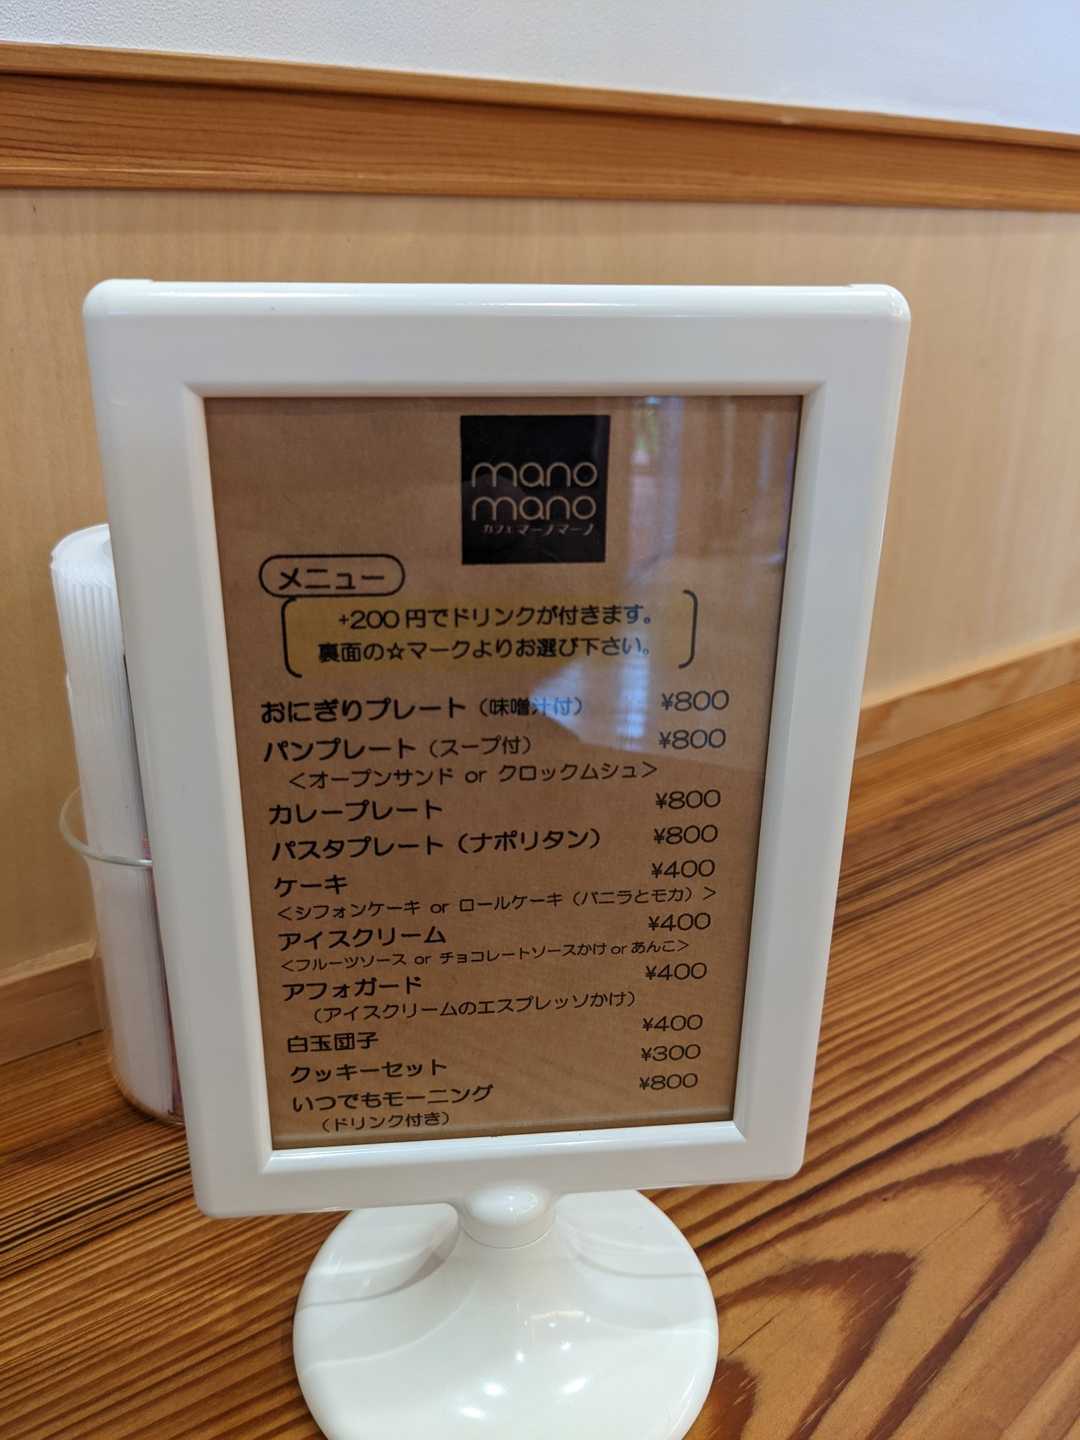 mano
mano
カフェ マーノマーノ
メニュー
+200円でドリンクが付きます。
裏面の☆マークよりお選び下さい。
おにぎりプレート（味噌汁付） ¥800
パンプレート（スープ付） ¥800
＜オープンサンド or クロックムシュ＞
カレープレート ¥800
パスタプレート（ナポリタン） ¥800
ケーキ ¥400
＜シフォンケーキ or ロールケーキ（バニラとモカ）＞
アイスクリーム ¥400
＜フルーツソース or チョコレートソースかけ or あんこ＞
アフォガード ¥400
（アイスクリームのエスプレッソかけ）
白玉団子 ¥400
クッキーセット ¥300
いつでもモーニング ¥800
（ドリンク付き）